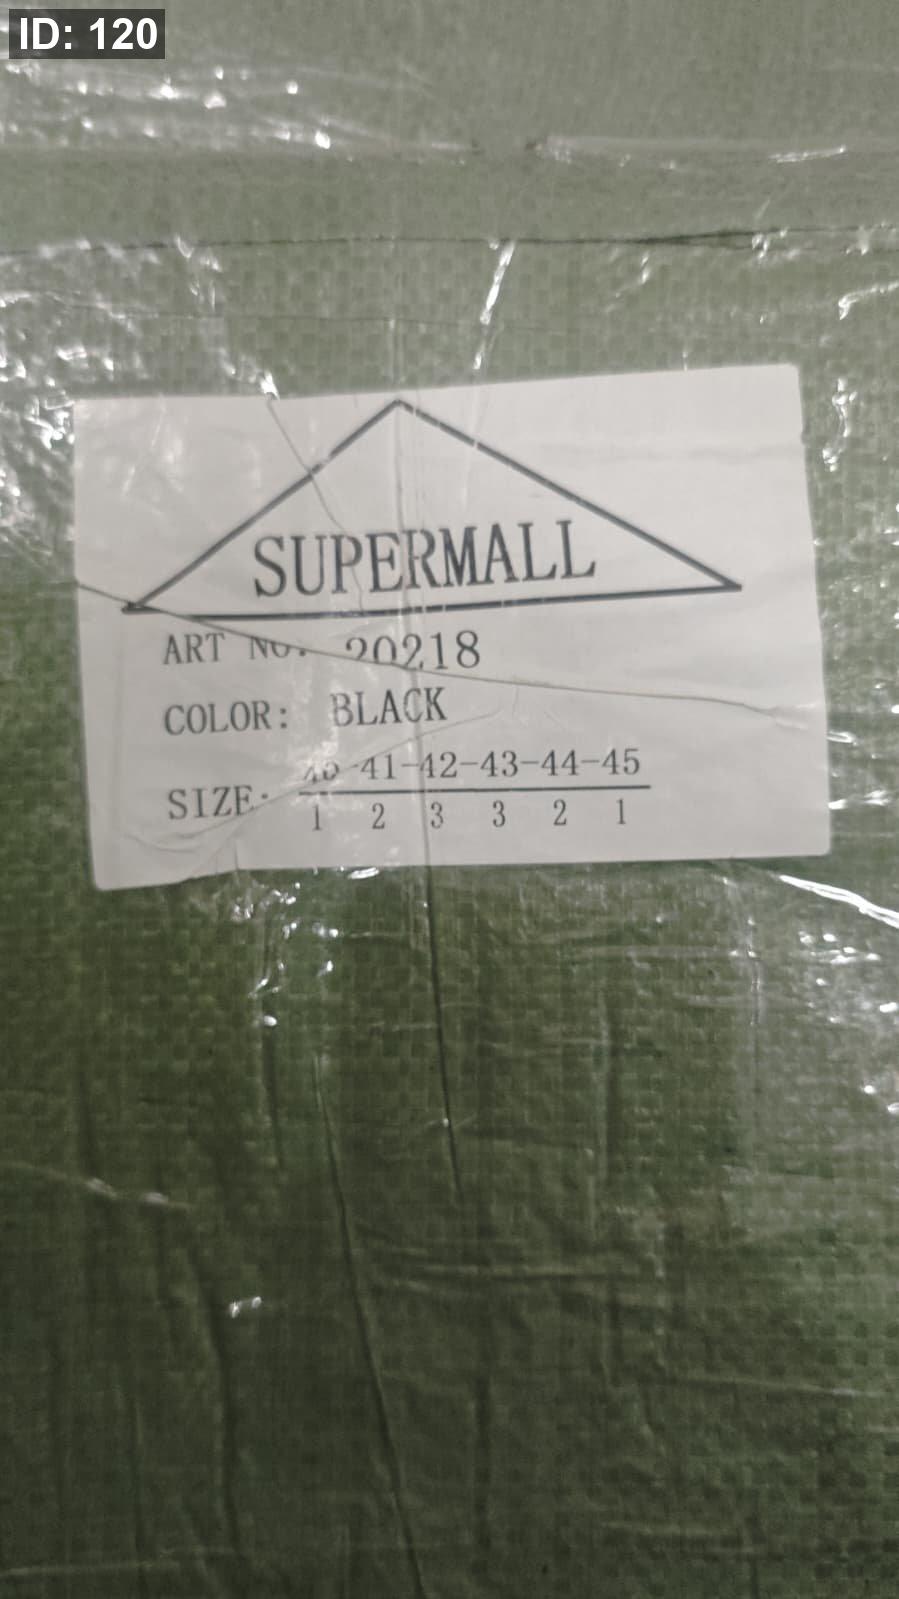 ID: 120
SUPERMALL
ART NO: 20218
COLOR: BLACK
40-41-42-43-44-45
SIZE:
1 2 3 3 2 1